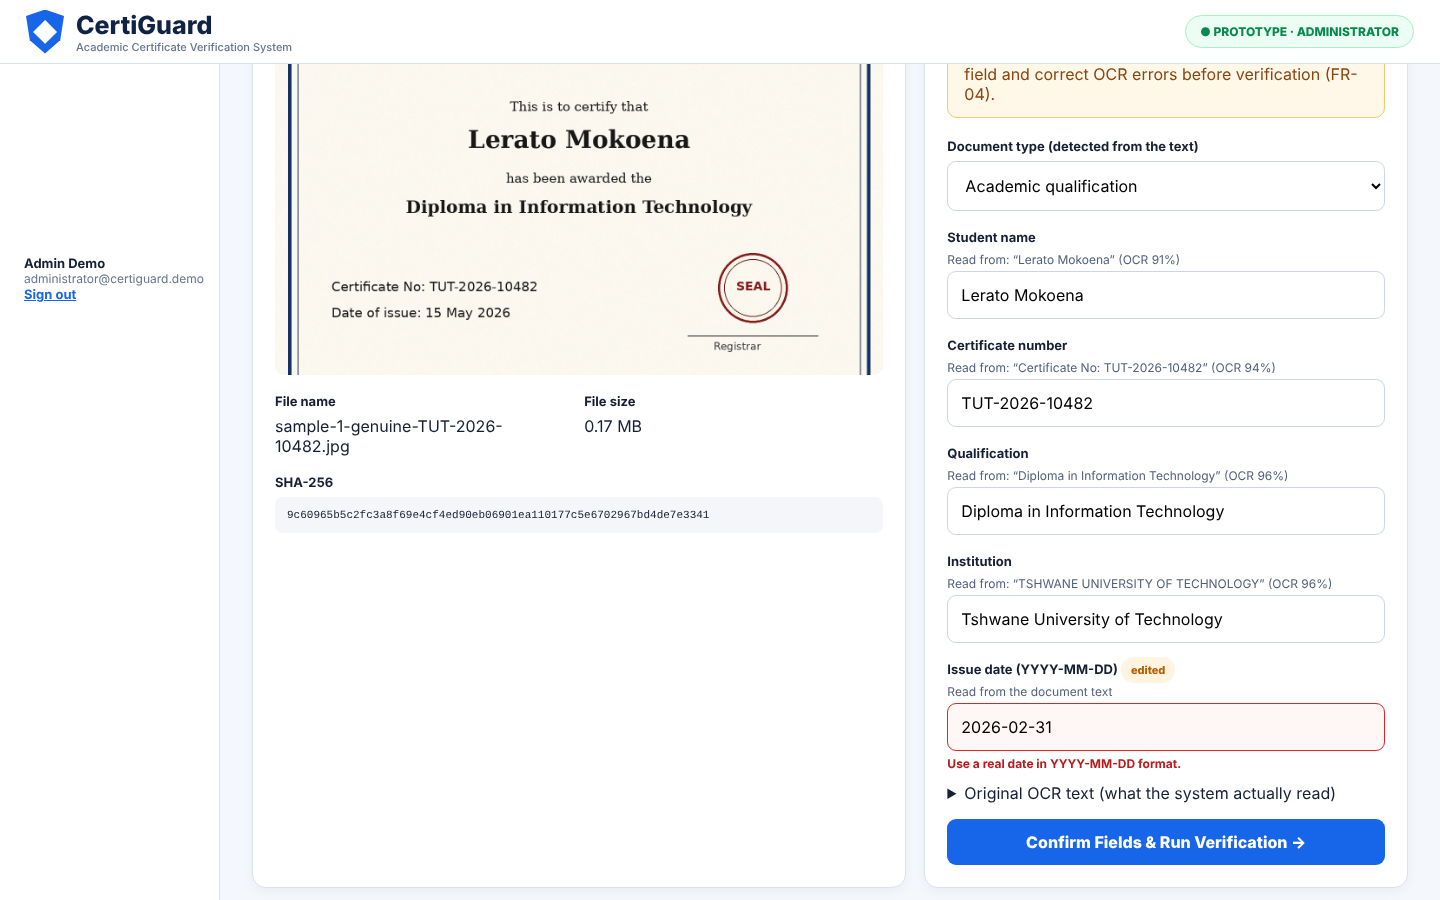 CertiGuard
Academic Certificate Verification System
PROTOTYPE · ADMINISTRATOR
Admin Demo
administrator@certiguard.demo
Sign out
This is to certify that
Lerato Mokoena
has been awarded the
Diploma in Information Technology
Certificate No: TUT-2026-10482
Date of issue: 15 May 2026
SEAL
Registrar
File name
sample-1-genuine-TUT-2026-
10482.jpg
File size
0.17 MB
SHA-256
9c60965b5c2fc3a8f69e4cf4ed90eb06901ea110177c5e6702967bd4de7e3341
field and correct OCR errors before verification (FR-
04).
Document type (detected from the text)
Academic qualification
Student name
Read from: “Lerato Mokoena” (OCR 91%)
Lerato Mokoena
Certificate number
Read from: “Certificate No: TUT-2026-10482” (OCR 94%)
TUT-2026-10482
Qualification
Read from: “Diploma in Information Technology” (OCR 96%)
Diploma in Information Technology
Institution
Read from: “TSHWANE UNIVERSITY OF TECHNOLOGY” (OCR 96%)
Tshwane University of Technology
Issue date (YYYY-MM-DD) edited
Read from the document text
2026-02-31
Use a real date in YYYY-MM-DD format.
Original OCR text (what the system actually read)
Confirm Fields & Run Verification →